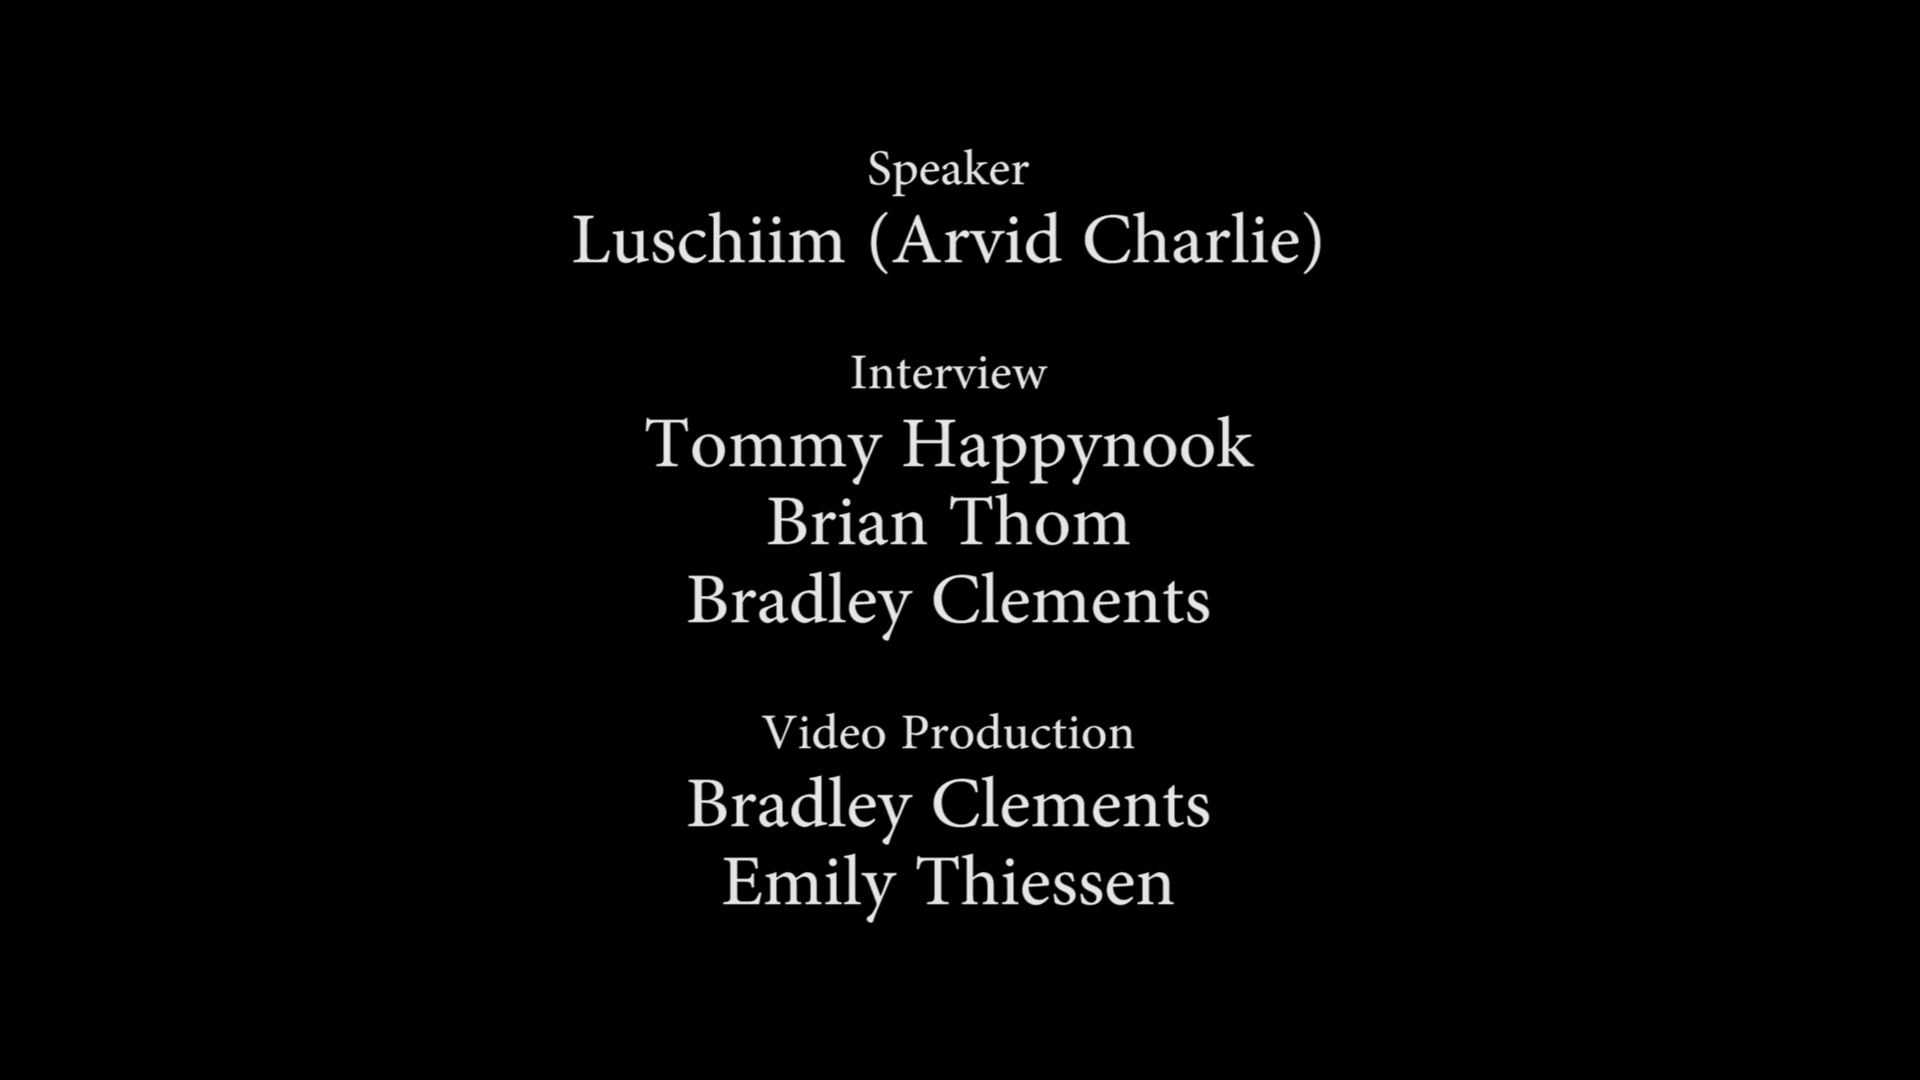 Speaker
Luschiim (Arvid Charlie)
Interview
Tommy Happynook
Brian Thom
Bradley Clements
Video Production
Bradley Clements
Emily Thiessen